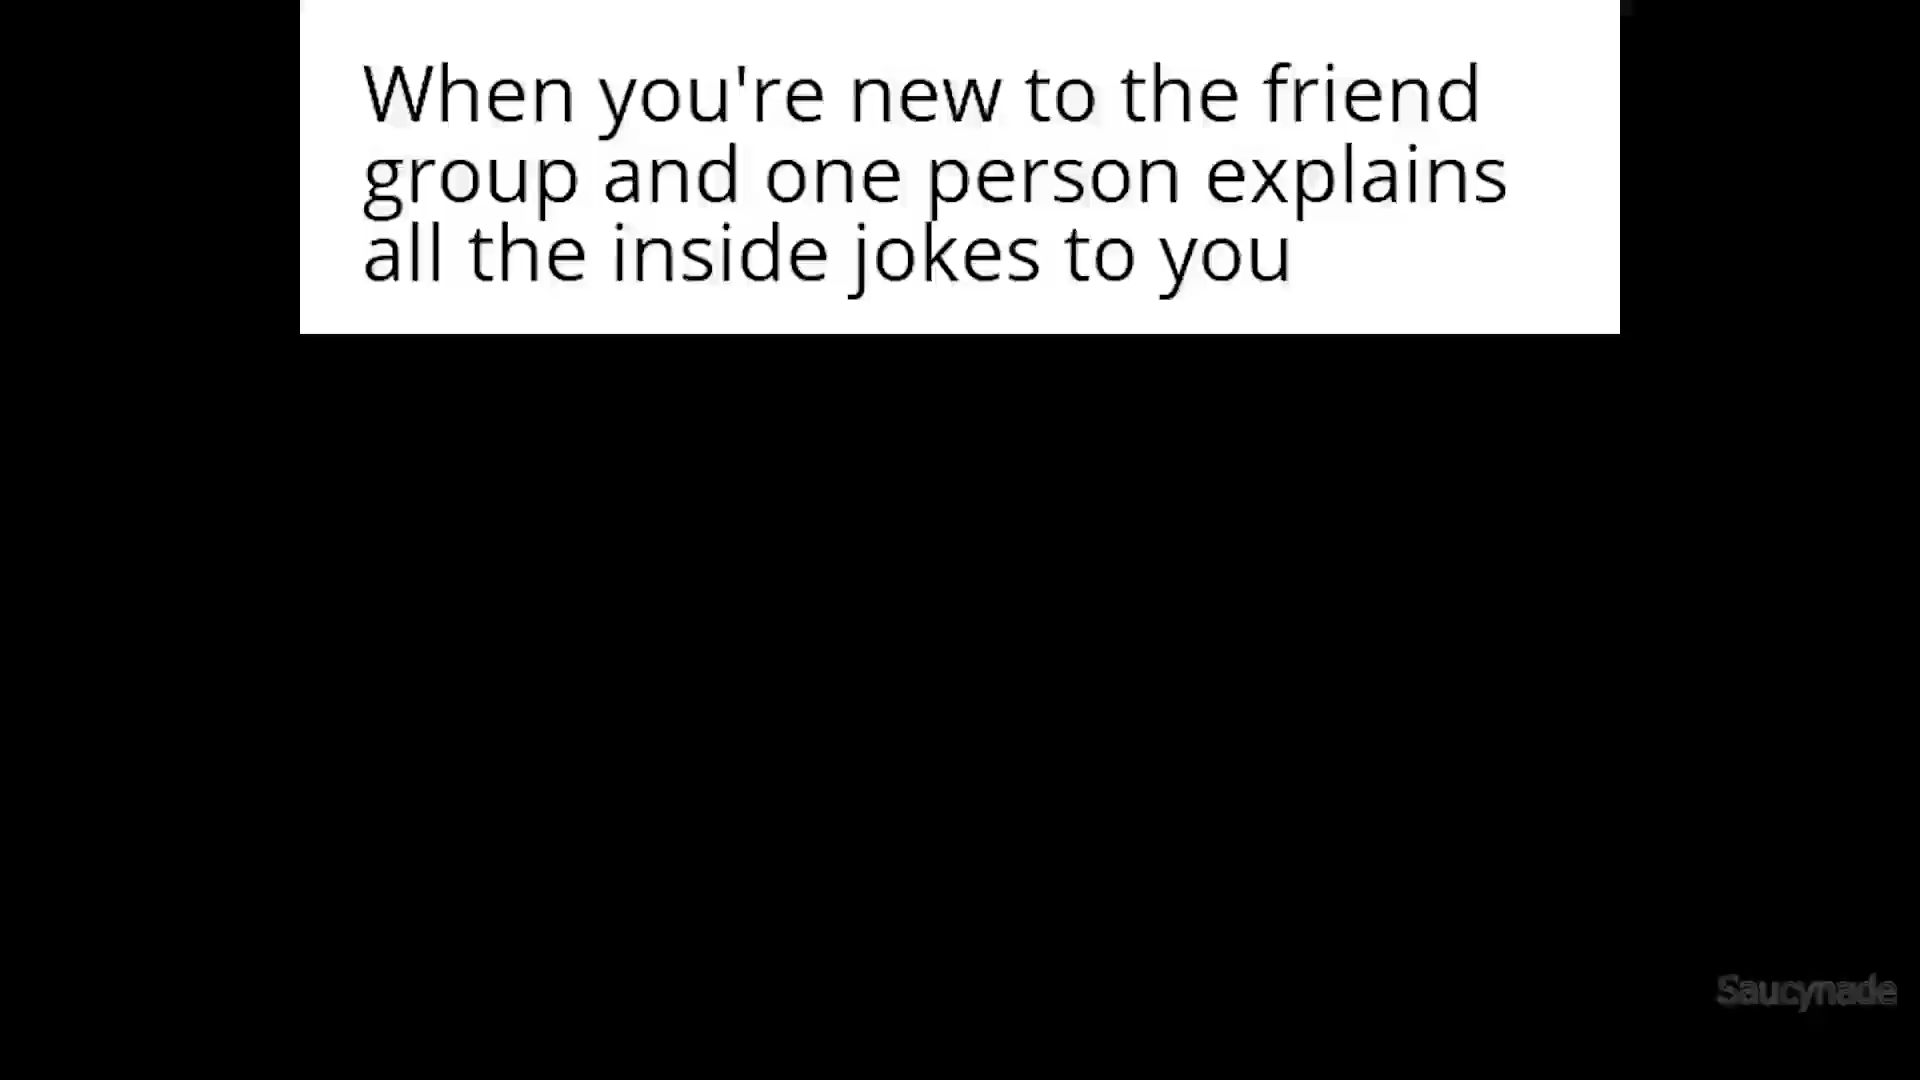 When you're new to the friend
group and one person explains
all the inside jokes to you
Saucynade